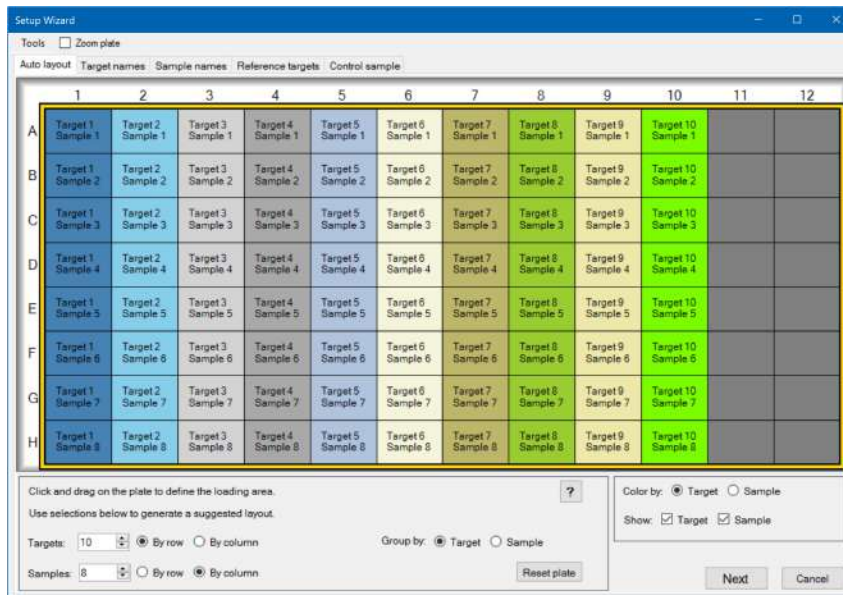 Setup Wizard
Tools Zoom plate
Auto layout Target names Sample names Reference targets Control sample
1 2 3 4 5 6 7 8 9 10 11 12
A
Target 1 Target 2 Target 3 Target 4 Target 5 Target 6 Target 7 Target 8 Target 9 Target 10
Sample 1 Sample 1 Sample 1 Sample 1 Sample 1 Sample 1 Sample 1 Sample 1 Sample 1 Sample 1
B
Target 1 Target 2 Target 3 Target 4 Target 5 Target 6 Target 7 Target 8 Target 9 Target 10
Sample 2 Sample 2 Sample 2 Sample 2 Sample 2 Sample 2 Sample 2 Sample 2 Sample 2 Sample 2
C
Target 1 Target 2 Target 3 Target 4 Target 5 Target 6 Target 7 Target 8 Target 9 Target 10
Sample 3 Sample 3 Sample 3 Sample 3 Sample 3 Sample 3 Sample 3 Sample 3 Sample 3 Sample 3
D
Target 1 Target 2 Target 3 Target 4 Target 5 Target 6 Target 7 Target 8 Target 9 Target 10
Sample 4 Sample 4 Sample 4 Sample 4 Sample 4 Sample 4 Sample 4 Sample 4 Sample 4 Sample 4
E
Target 1 Target 2 Target 3 Target 4 Target 5 Target 6 Target 7 Target 8 Target 9 Target 10
Sample 5 Sample 5 Sample 5 Sample 5 Sample 5 Sample 5 Sample 5 Sample 5 Sample 5 Sample 5
F
Target 1 Target 2 Target 3 Target 4 Target 5 Target 6 Target 7 Target 8 Target 9 Target 10
Sample 6 Sample 6 Sample 6 Sample 6 Sample 6 Sample 6 Sample 6 Sample 6 Sample 6 Sample 6
G
Target 1 Target 2 Target 3 Target 4 Target 5 Target 6 Target 7 Target 8 Target 9 Target 10
Sample 7 Sample 7 Sample 7 Sample 7 Sample 7 Sample 7 Sample 7 Sample 7 Sample 7 Sample 7
H
Target 1 Target 2 Target 3 Target 4 Target 5 Target 6 Target 7 Target 8 Target 9 Target 10
Sample 8 Sample 8 Sample 8 Sample 8 Sample 8 Sample 8 Sample 8 Sample 8 Sample 8 Sample 8
Click and drag on the plate to define the loading area. ?
Use selections below to generate a suggested layout.
Targets: 10 By row By column Group by: Target Sample
Samples: 8 By row By column Reset plate
Color by: Target Sample
Show: Target Sample
Next Cancel